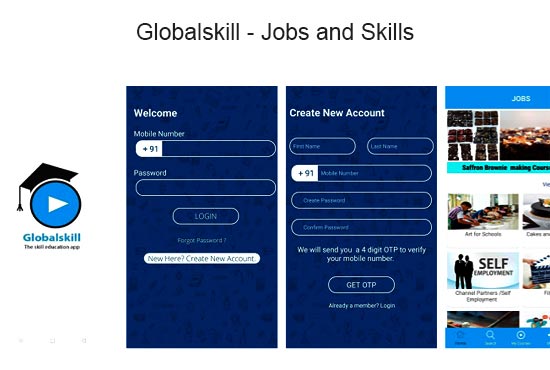 Globalskill - Jobs and Skills
Globalskill
The skill education app
Welcome
Mobile Number
+ 91
Password
LOGIN
Forgot Password ?
New Here? Create New Account.
Create New Account
First Name
Last Name
+ 91
Mobile Number
Create Password
Confirm Password
We will send you a 4 digit OTP to verify
your mobile number.
GET OTP
Already a member? Login
JOBS
Saffron Brownie making Course
Art for Schools
Cakes and
SELF
EMPLOYMENT
Channel Partners /Self
Employment
Home
Search
My Courses